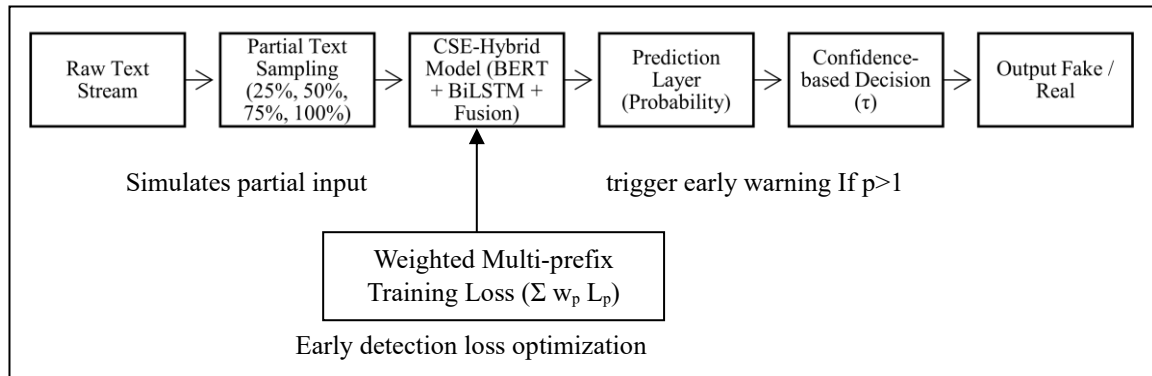 Raw Text
Stream
Partial Text
Sampling
(25%, 50%,
75%, 100%)
CSE-Hybrid
Model (BERT
+ BiLSTM +
Fusion)
Prediction
Layer
(Probability)
Confidence-
based Decision
(τ)
Output Fake /
Real
Simulates partial input
trigger early warning If p>1
Weighted Multi-prefix
Training Loss (Σ wₚ Lₚ)
Early detection loss optimization